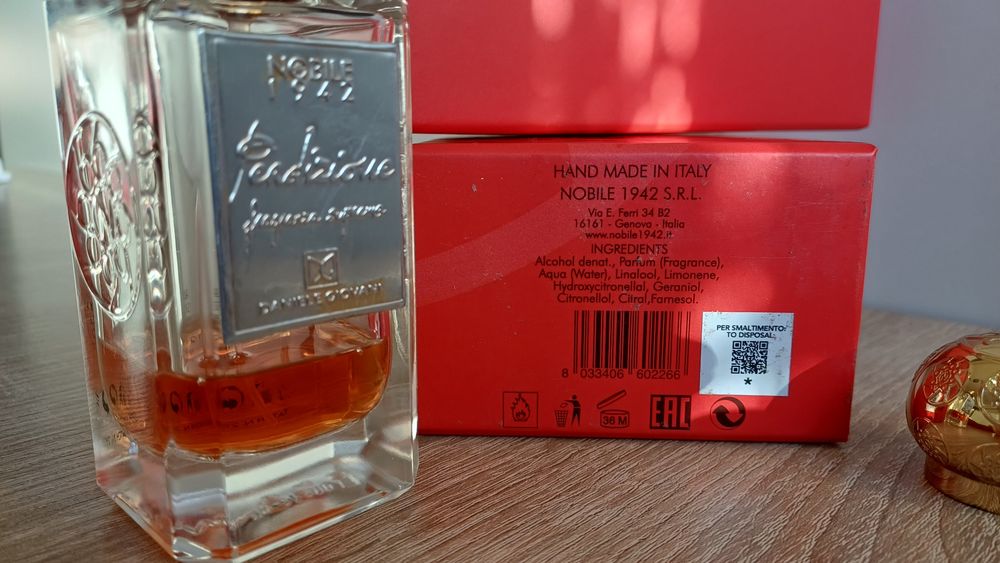 NOBILE
1942
Perdizione
DANIELE GIOVANI
HAND MADE IN ITALY
NOBILE 1942 S.R.L.
Via E. Ferri 34 B2
16161 - Genova - Italia
www.nobile1942.it
INGREDIENTS
Alcohol denat., Parfum (Fragrance),
Aqua (Water), Linalool, Limonene,
Hydroxycitronellal, Geraniol,
Citronellol, Citral,Farnesol.
8 033406 602266
PER SMALTIMENTO:
TO DISPOSAL:
*
36 M
EAC